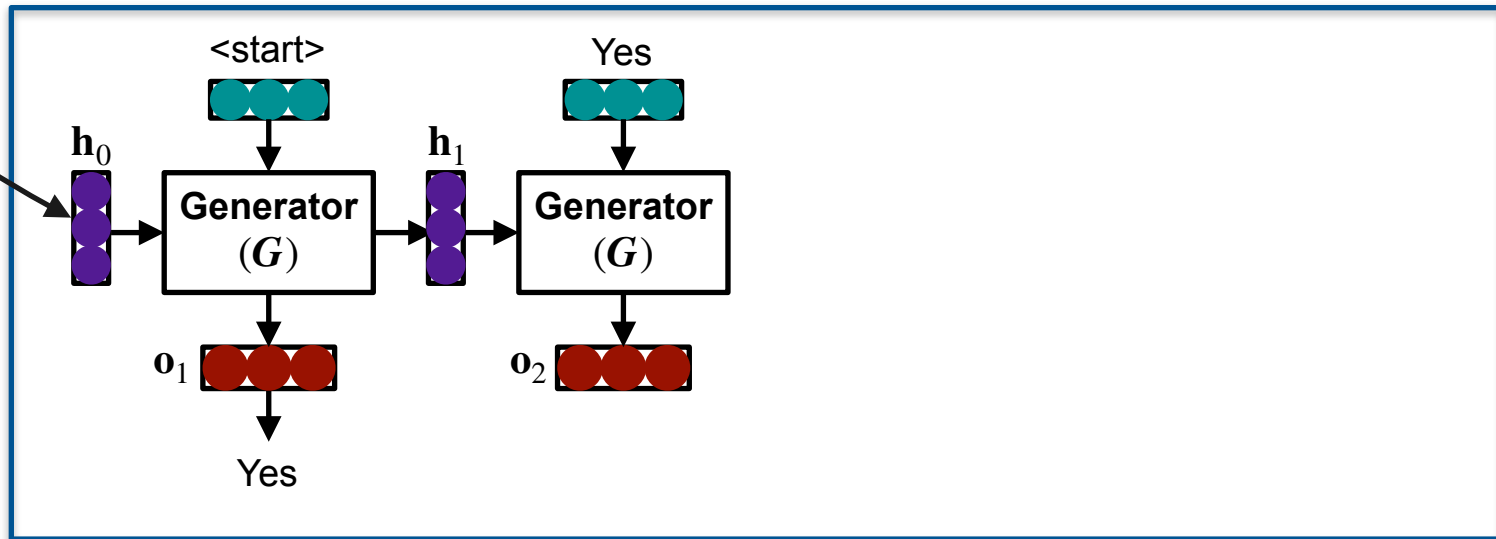 <start> Yes
h₀ h₁
Generator Generator
(G) (G)
o₁ o₂
Yes